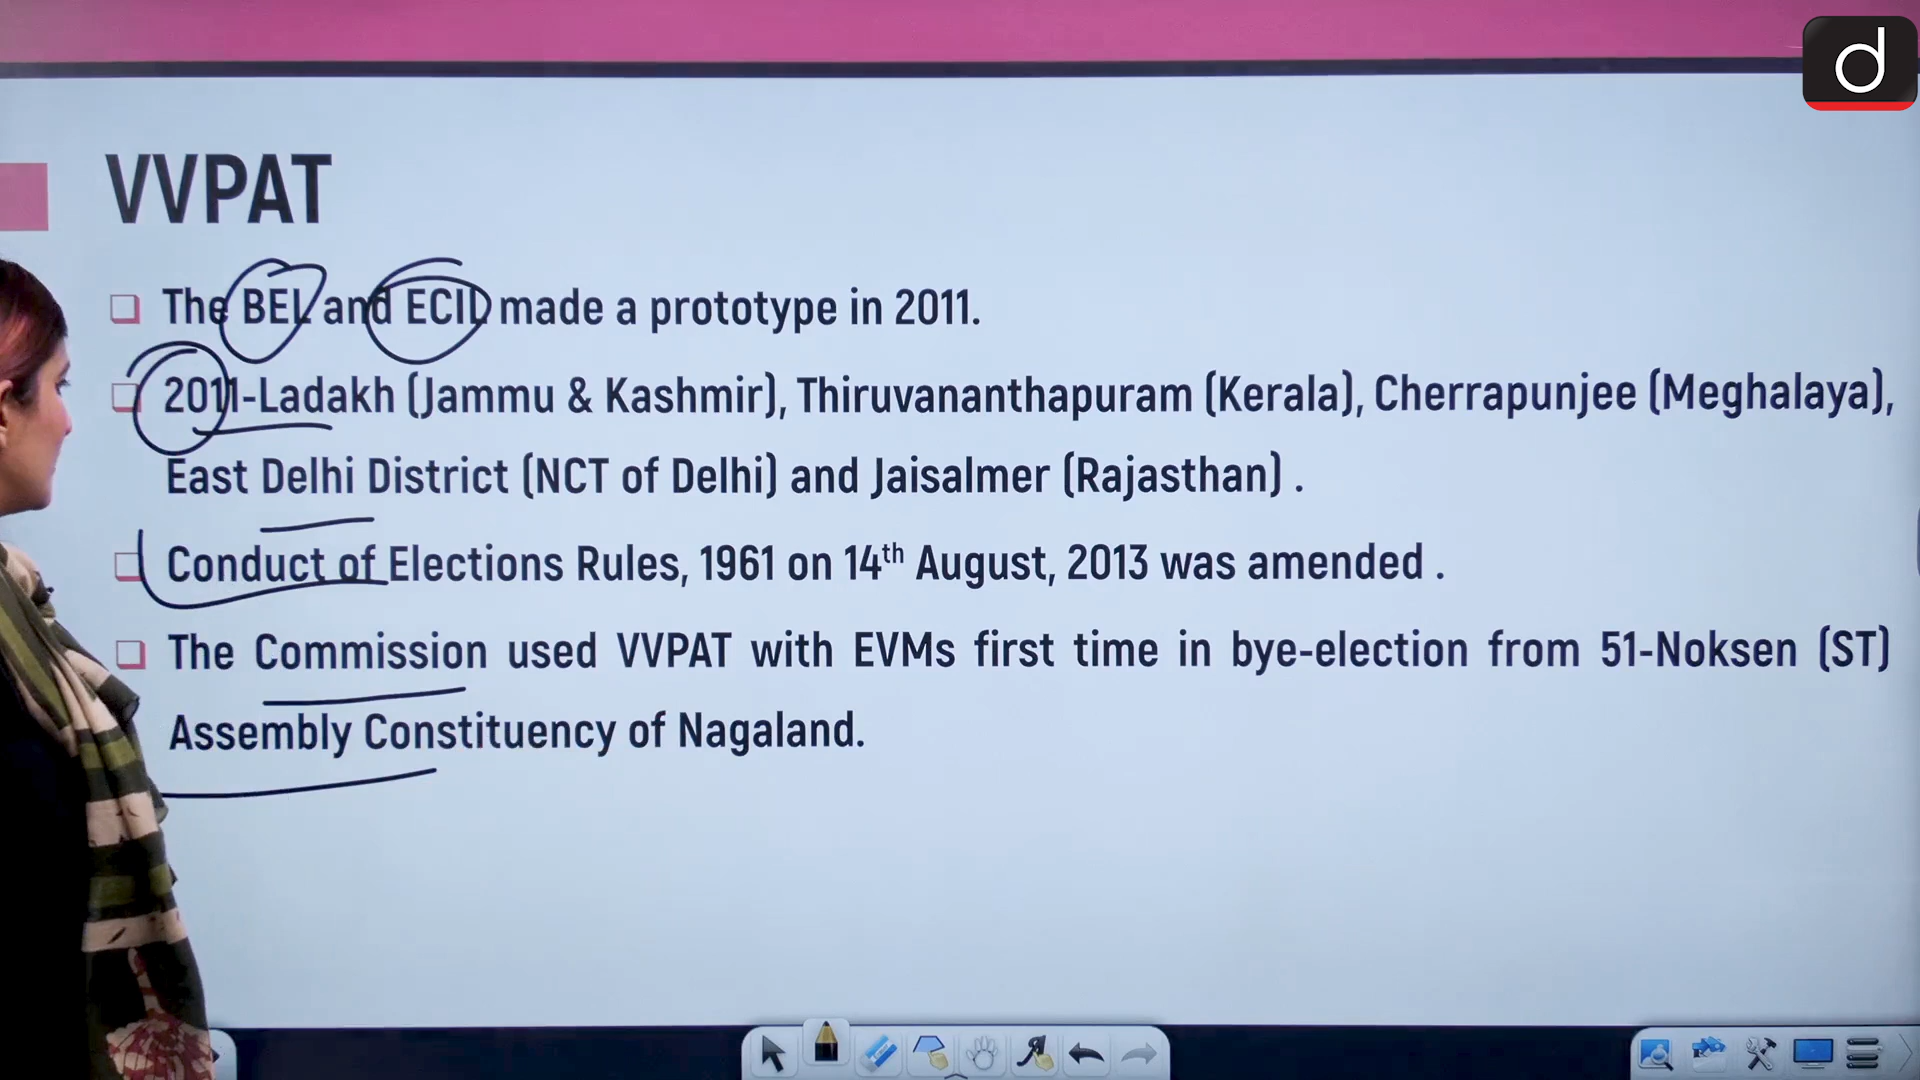 d
VVPAT
The BEL and ECIL made a prototype in 2011.
2011-Ladakh (Jammu & Kashmir), Thiruvananthapuram (Kerala), Cherrapunjee (Meghalaya),
East Delhi District (NCT of Delhi) and Jaisalmer (Rajasthan) .
Conduct of Elections Rules, 1961 on 14th August, 2013 was amended .
The Commission used VVPAT with EVMs first time in bye-election from 51-Noksen (ST)
Assembly Constituency of Nagaland.